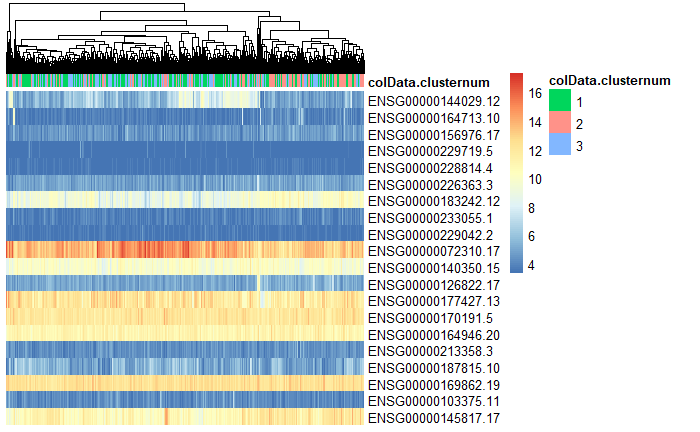 colData.clusternum
ENSG00000144029.12
ENSG00000164713.10
ENSG00000156976.17
ENSG00000229719.5
ENSG00000228814.4
ENSG00000226363.3
ENSG00000183242.12
ENSG00000233055.1
ENSG00000229042.2
ENSG00000072310.17
ENSG00000140350.15
ENSG00000126822.17
ENSG00000177427.13
ENSG00000170191.5
ENSG00000164946.20
ENSG00000213358.3
ENSG00000187815.10
ENSG00000169862.19
ENSG00000103375.11
ENSG00000145817.17
16
14
12
10
8
6
4
colData.clusternum
1
2
3